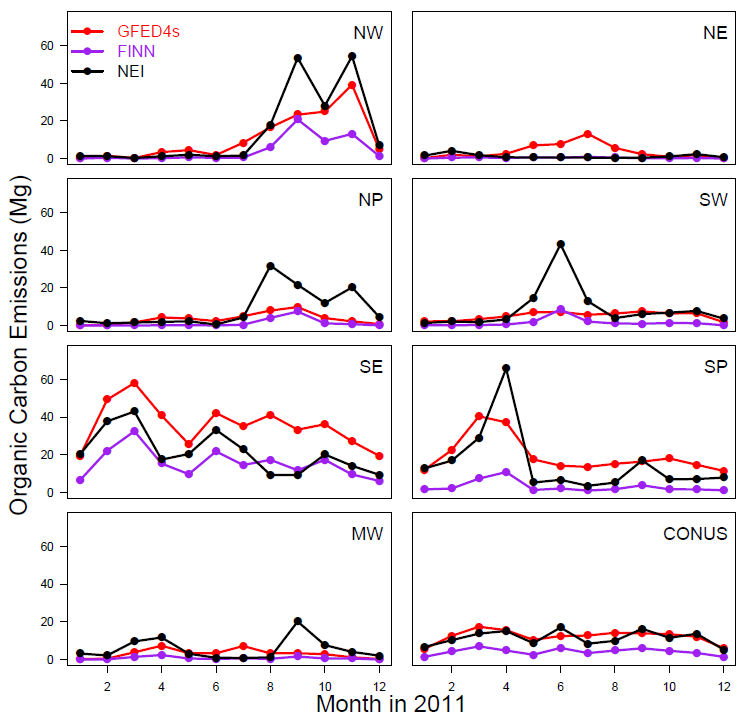 GFED4s
FINN
NEI
NW
60
40
20
0
NE
NP
60
40
20
0
SW
SE
60
40
20
0
SP
MW
60
40
20
0
CONUS
2 4 6 8 10 12
2 4 6 8 10 12
Organic Carbon Emissions (Mg)
Month in 2011